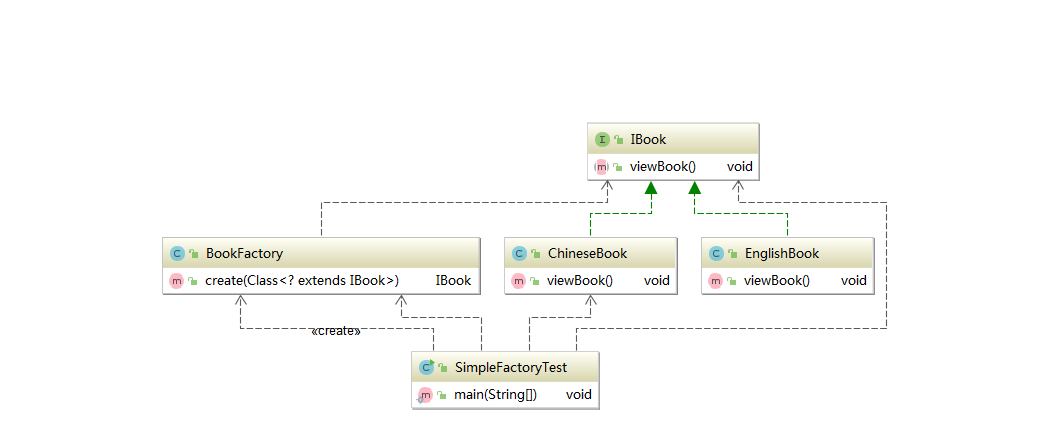 IBook
viewBook() void
BookFactory
create(Class<? extends IBook>) IBook
ChineseBook
viewBook() void
EnglishBook
viewBook() void
«create»
SimpleFactoryTest
main(String[]) void